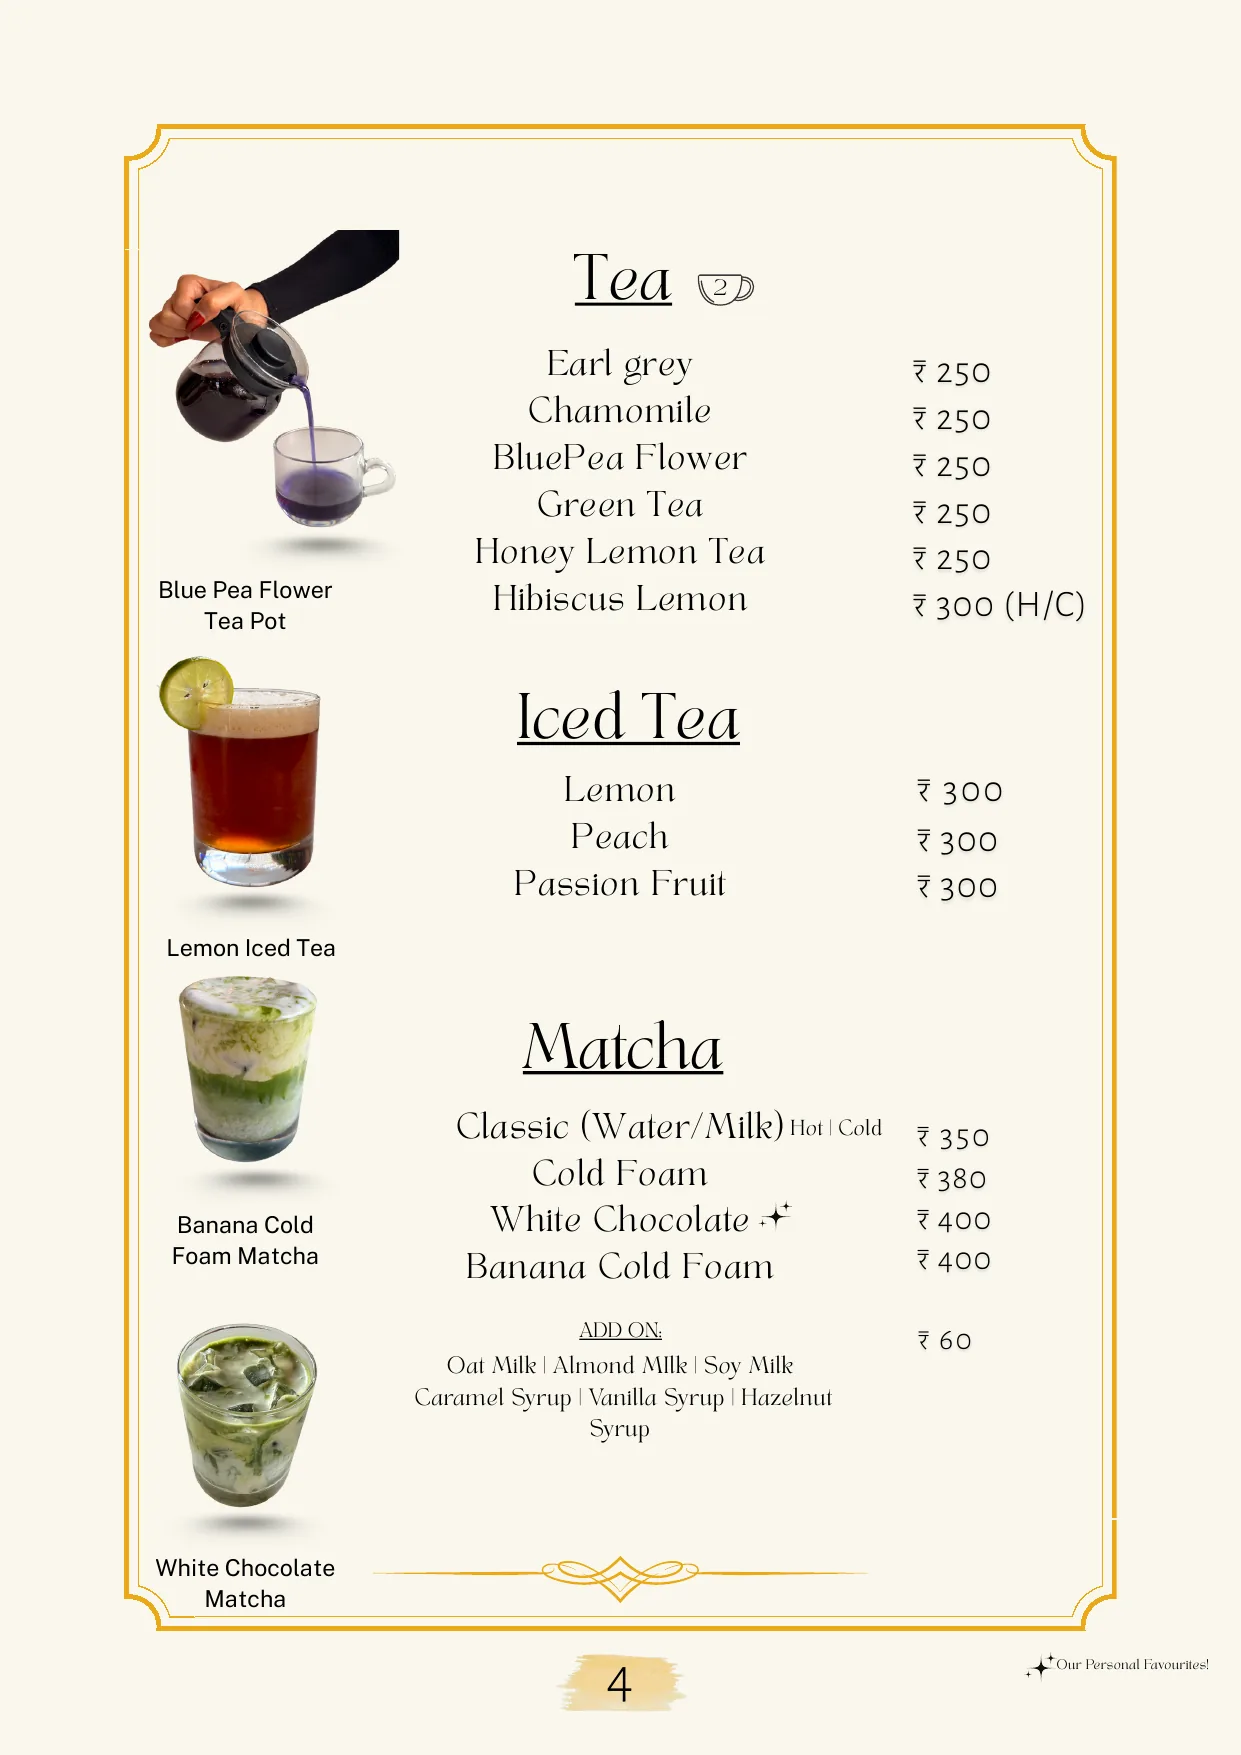 Tea 2
Earl grey ₹ 250
Chamomile ₹ 250
BluePea Flower ₹ 250
Green Tea ₹ 250
Honey Lemon Tea ₹ 250
Hibiscus Lemon ₹ 300 (H/C)
Blue Pea Flower
Tea Pot
Iced Tea
Lemon ₹ 300
Peach ₹ 300
Passion Fruit ₹ 300
Lemon Iced Tea
Matcha
Classic (Water/Milk) Hot | Cold ₹ 350
Cold Foam ₹ 380
White Chocolate ₹ 400
Banana Cold Foam ₹ 400
Banana Cold
Foam Matcha
ADD ON: ₹ 60
Oat Milk | Almond MIlk | Soy Milk
Caramel Syrup | Vanilla Syrup | Hazelnut
Syrup
White Chocolate
Matcha
4
Our Personal Favourites!